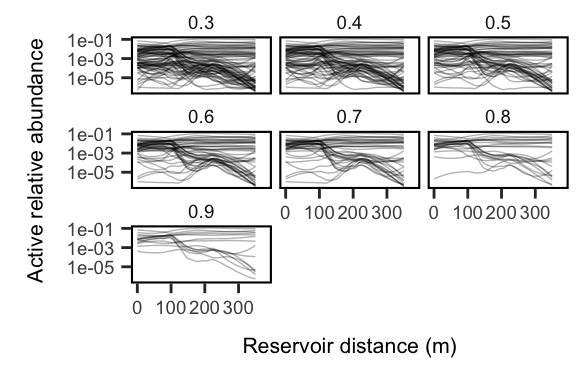 0.3 0.4 0.5
1e-01
1e-03
1e-05
0.6 0.7 0.8
1e-01
1e-03
1e-05
0 100 200 300 0 100 200 300
0.9
1e-01
1e-03
1e-05
0 100 200 300
Active relative abundance
Reservoir distance (m)